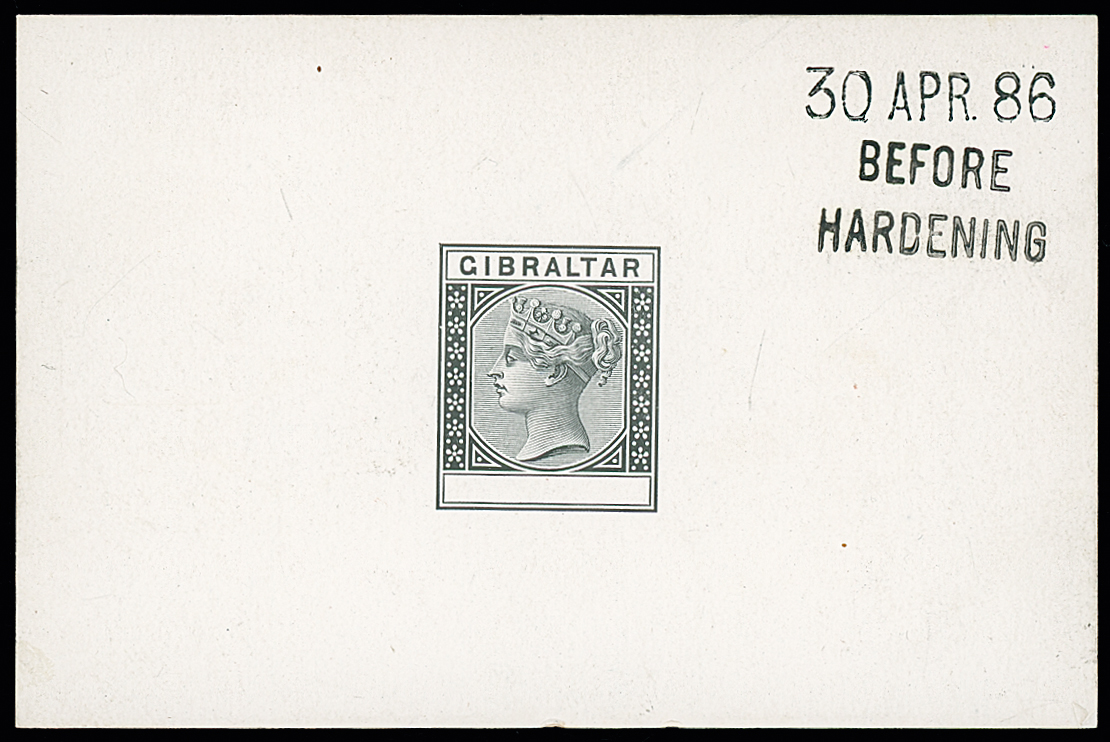 30 APR. 86
BEFORE
HARDENING
GIBRALTAR